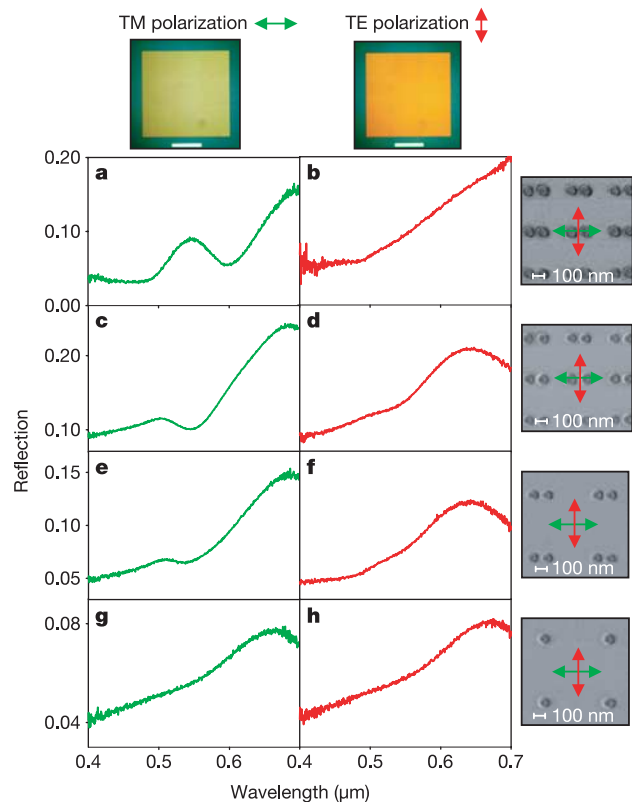 TM polarization
TE polarization
0.20
a
b
0.10
100 nm
0.00
c
d
0.20
100 nm
0.10
Reflection
0.15
e
f
0.10
0.05
100 nm
0.08
g
h
0.04
100 nm
0.4
0.5
0.6
0.4
0.5
0.6
0.7
Wavelength (µm)